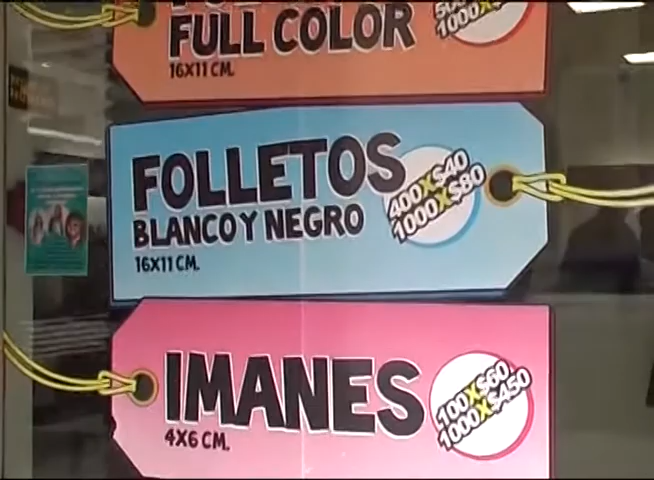 FULL COLOR
1000X
16X11 CM.
FOLLETOS
400X$40
1000X$80
BLANCO Y NEGRO
16X11 CM.
IMANES
100X$60
1000X$450
4X6 CM.